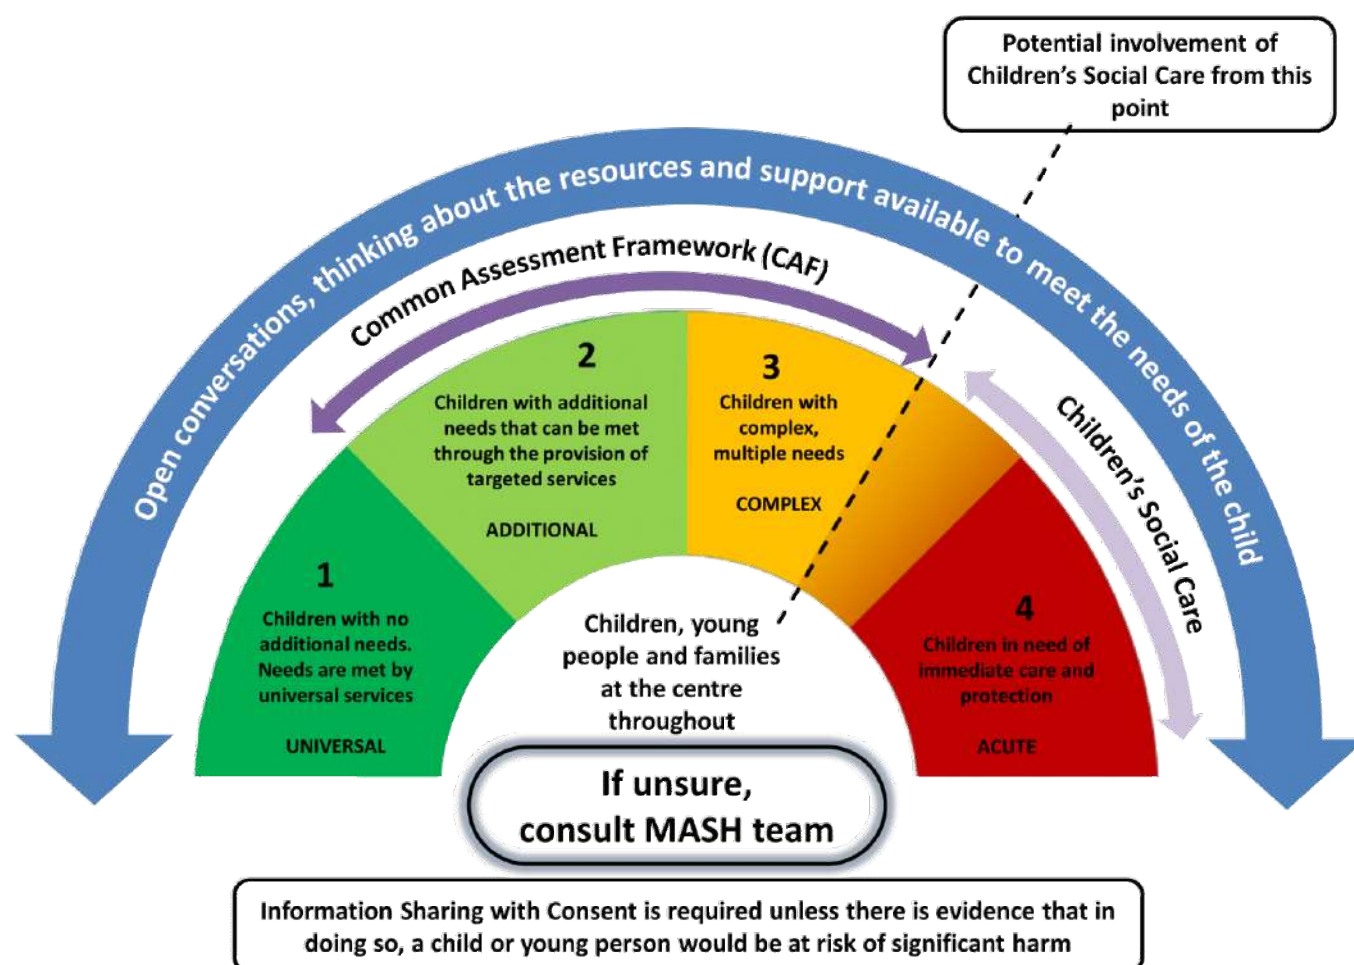 Potential involvement of
Children's Social Care from this
point
Open conversations, thinking about the resources and support available to meet the needs of the child
Common Assessment Framework (CAF)
Children's Social Care
1
Children with no
additional needs.
Needs are met by
universal services
UNIVERSAL
2
Children with additional
needs that can be met
through the provision of
targeted services
ADDITIONAL
3
Children with
complex,
multiple needs
COMPLEX
4
Children in need of
immediate care and
protection
ACUTE
Children, young
people and families
at the centre
throughout
If unsure,
consult MASH team
Information Sharing with Consent is required unless there is evidence that in
doing so, a child or young person would be at risk of significant harm